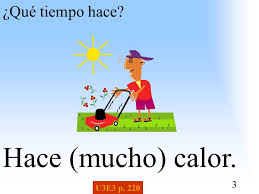 ¿Qué tiempo hace?
Hace (mucho) calor.
U3E3 p. 220
3